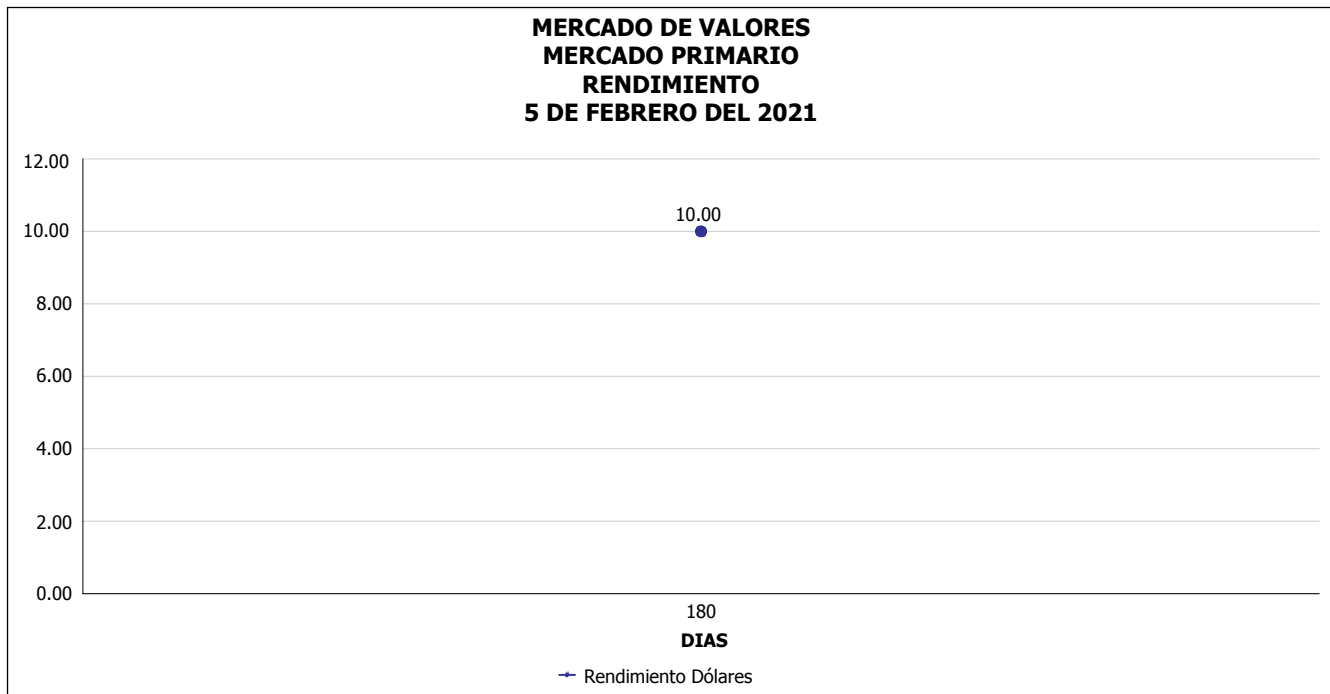 MERCADO DE VALORES
MERCADO PRIMARIO
RENDIMIENTO
5 DE FEBRERO DEL 2021
12.00
10.00
10.00
8.00
6.00
4.00
2.00
0.00
180
DIAS
Rendimiento Dólares